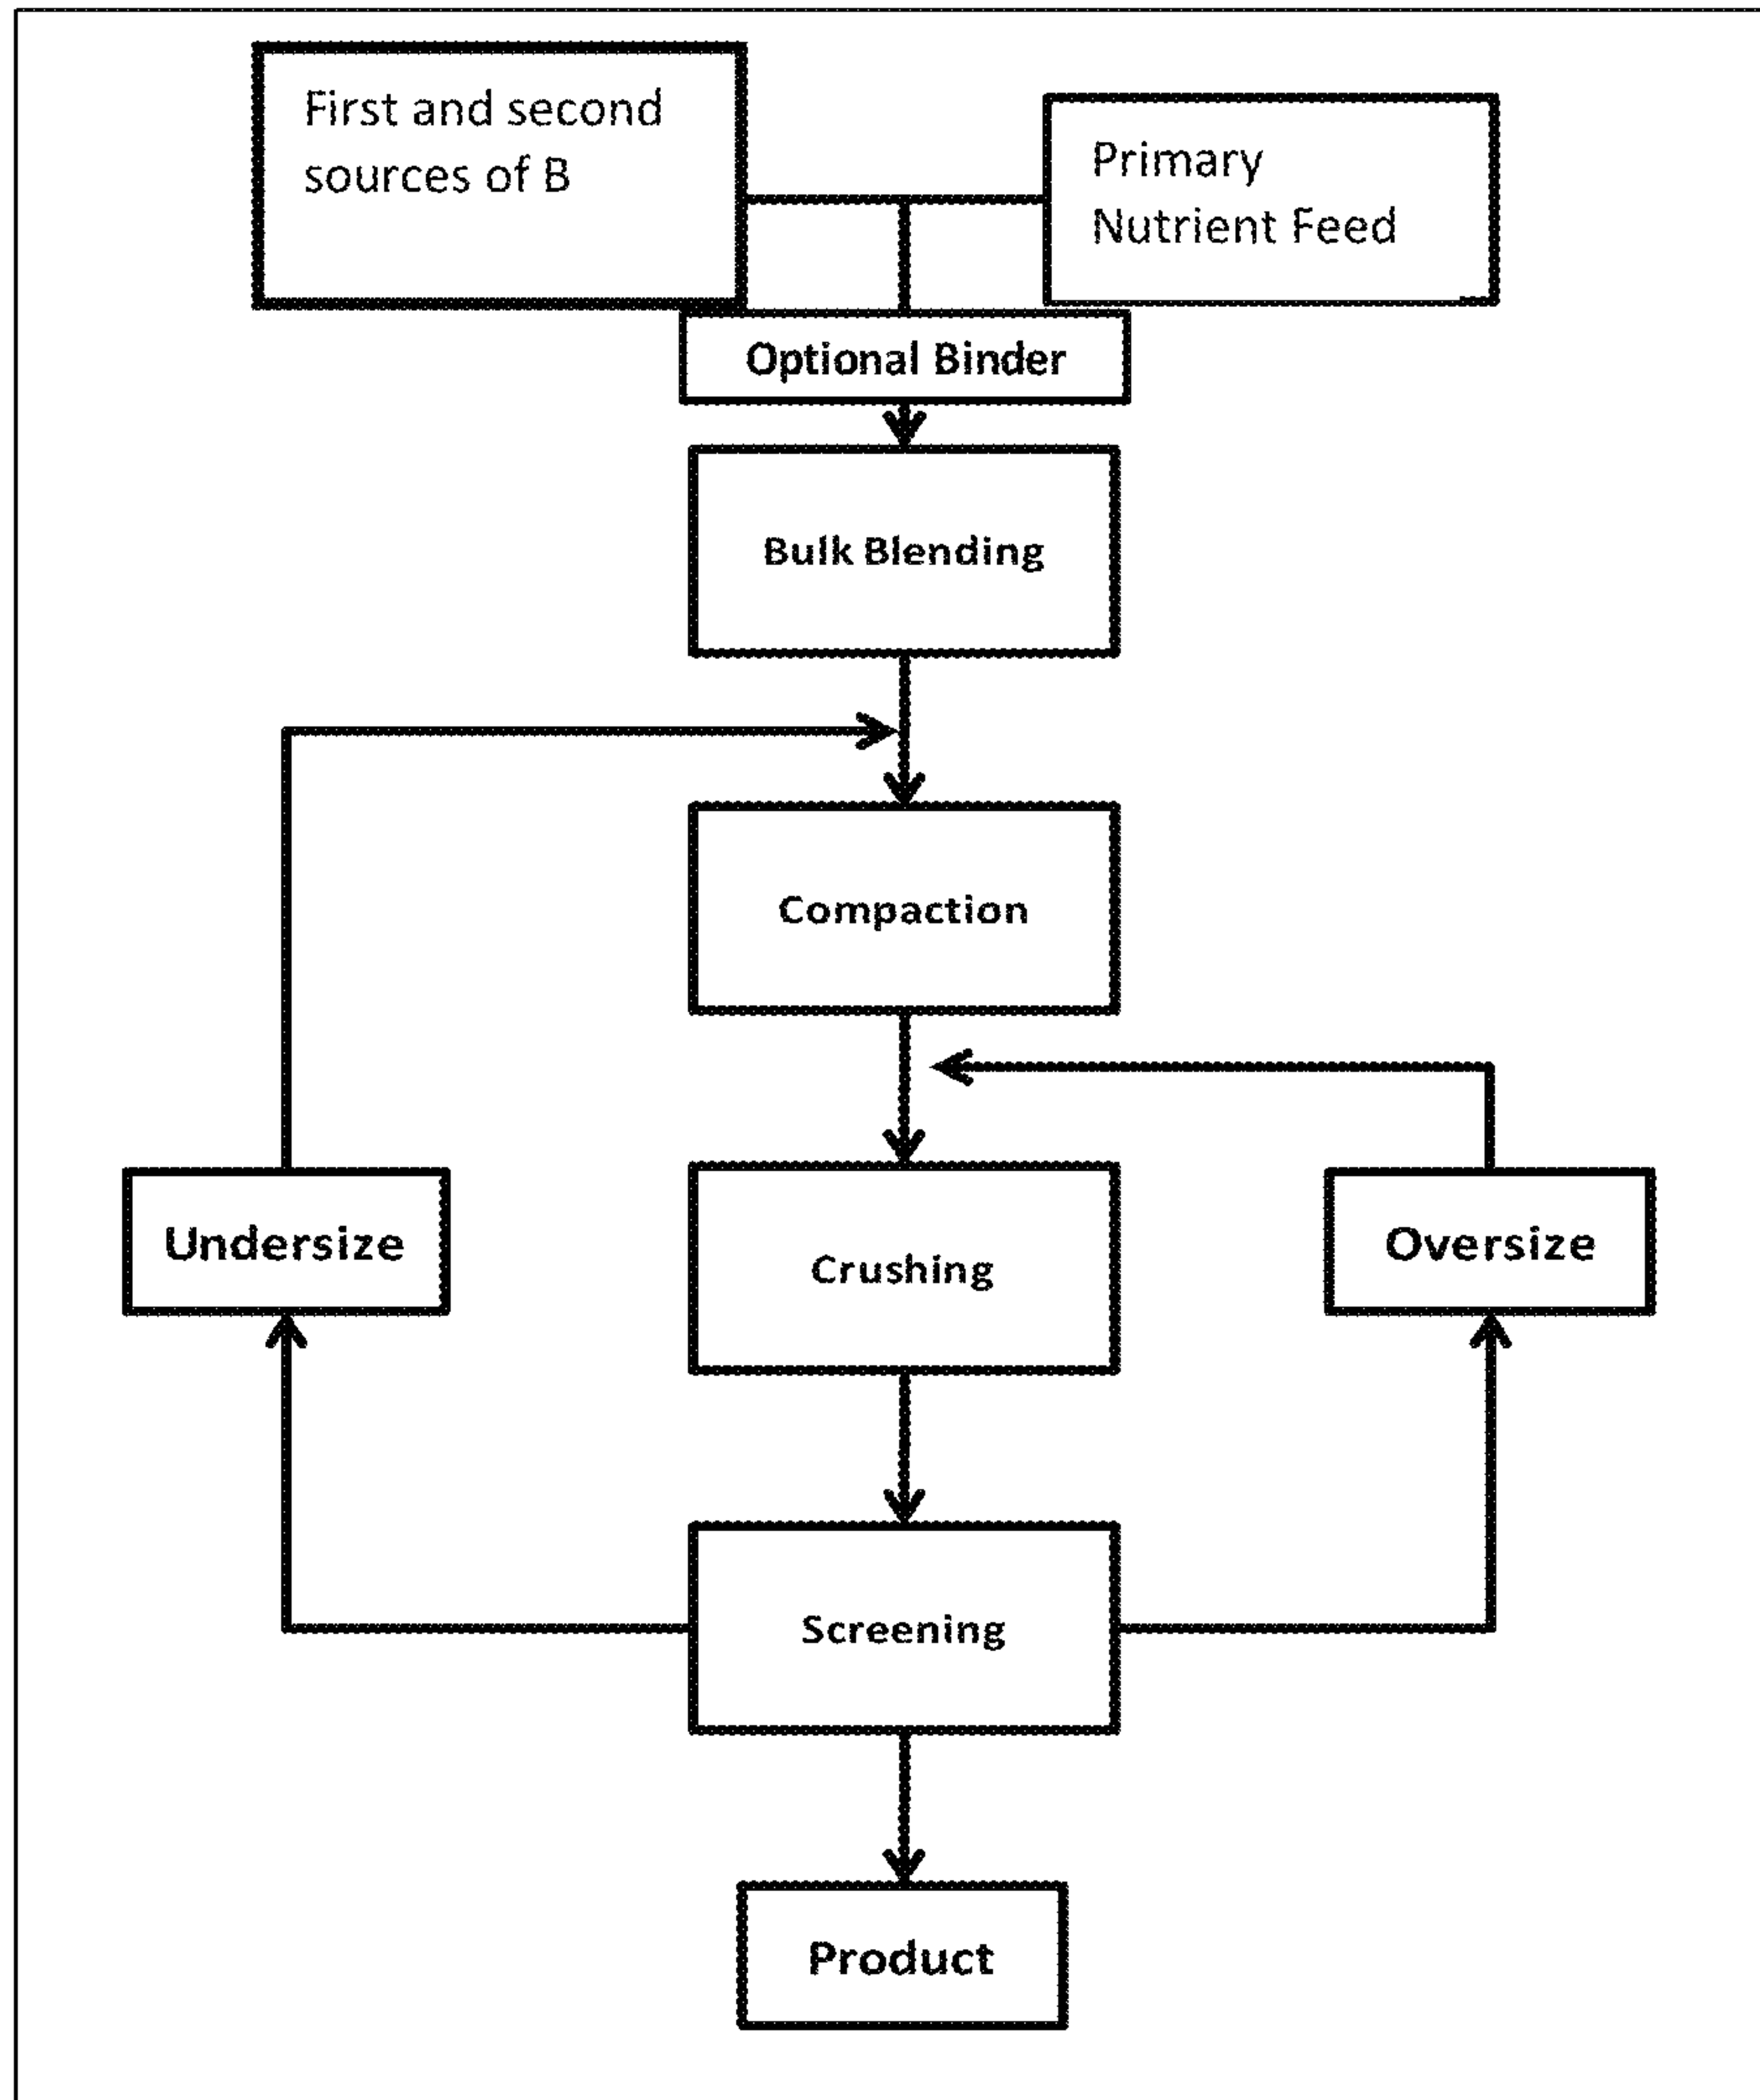 First and second
sources of B
Primary
Nutrient Feed
Optional Binder
Bulk Blending
Compaction
Undersize
Crushing
Oversize
Screening
Product